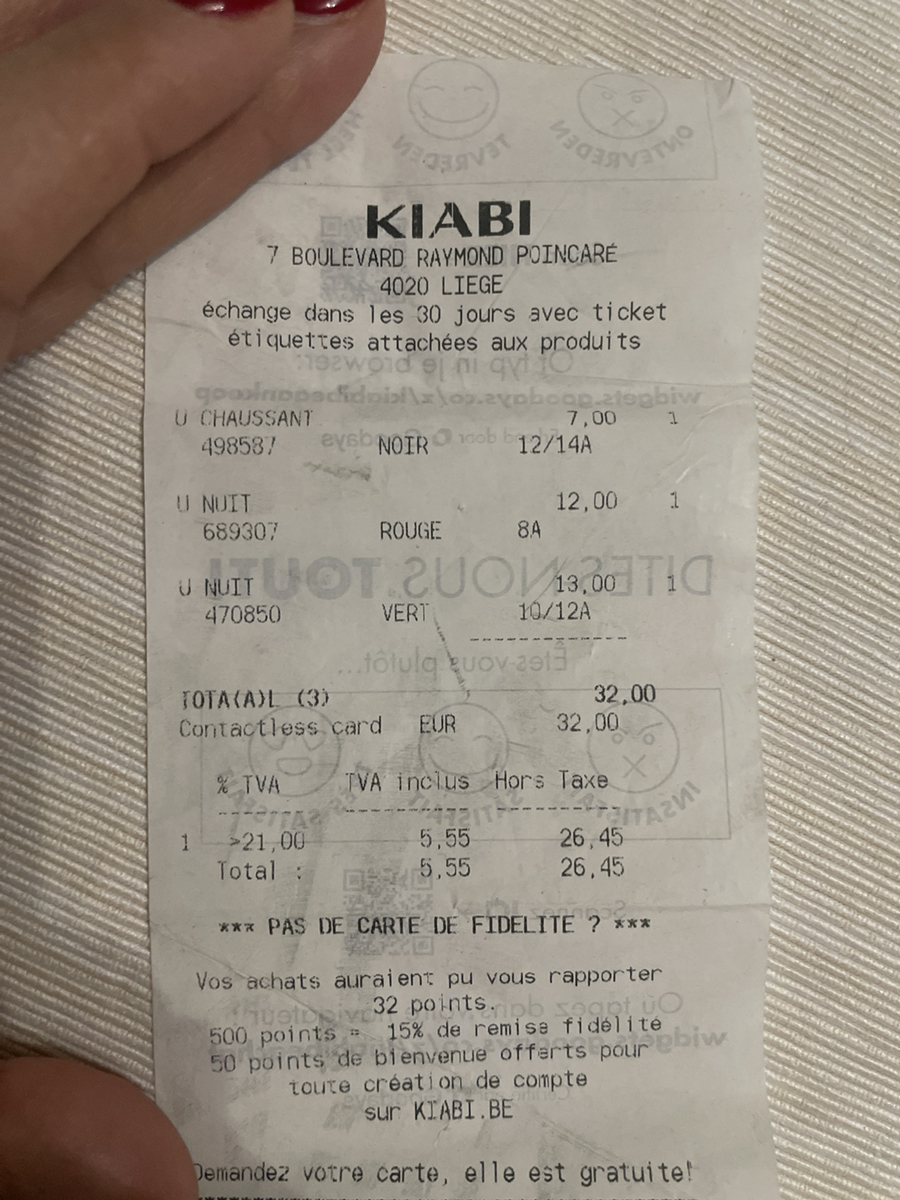 KIABI
7 BOULEVARD RAYMOND POINCARÉ
4020 LIEGE
échange dans les 30 jours avec ticket
étiquettes attachées aux produits
U CHAUSSANT 7,00 1
498587 NOIR 12/14A
U NUIT 12,00 1
689307 ROUGE 8A
U NUIT 13,00 1
470850 VERT 10/12A
---------------
TOTA(A)L (3) 32,00
Contactless card EUR 32,00
% TVA TVA inclus Hors Taxe
------- ------------ -----------
1 >21,00 5,55 26,45
Total : 5,55 26,45
*** PAS DE CARTE DE FIDELITE ? ***
Vos achats auraient pu vous rapporter
32 points.
500 points = 15% de remise fidélité
50 points de bienvenue offerts pour
toute création de compte
sur KIABI.BE
Demandez votre carte, elle est gratuite!